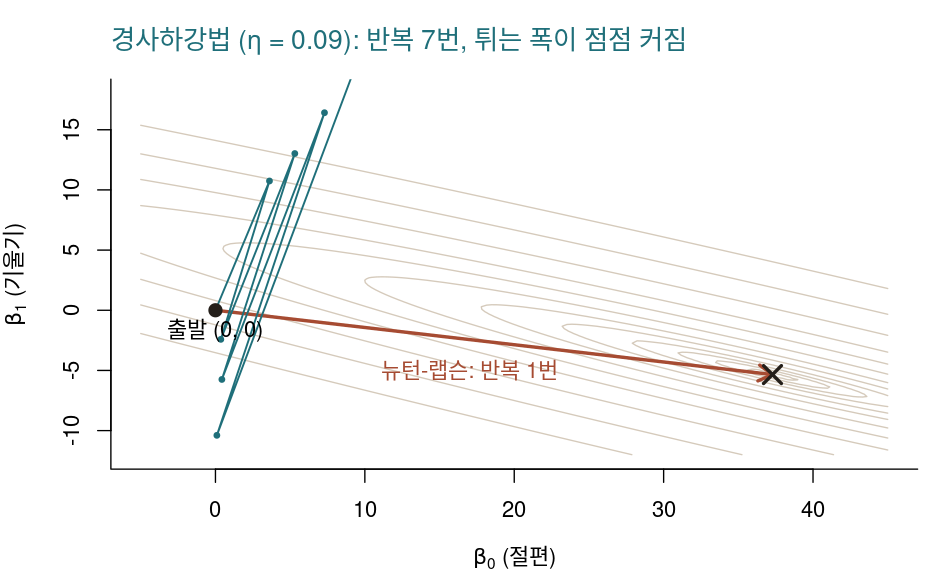 경사하강법 (η = 0.09): 반복 7번, 튀는 폭이 점점 커짐
15
10
5
0
-5
-10
β₁ (기울기)
출발 (0, 0)
뉴턴-랩슨: 반복 1번
0 10 20 30 40
β₀ (절편)